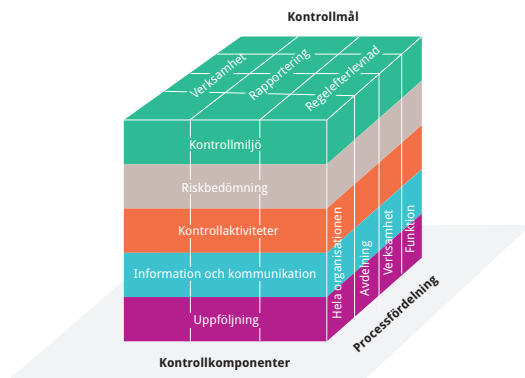 Kontrollmål
Verksamhet
Rapportering
Regelefterlevnad
Kontrollmiljö
Riskbedömning
Kontrollaktiviteter
Information och kommunikation
Uppföljning
Hela organisationen
Avdelning
Verksamhet
Funktion
Processfördelning
Kontrollkomponenter